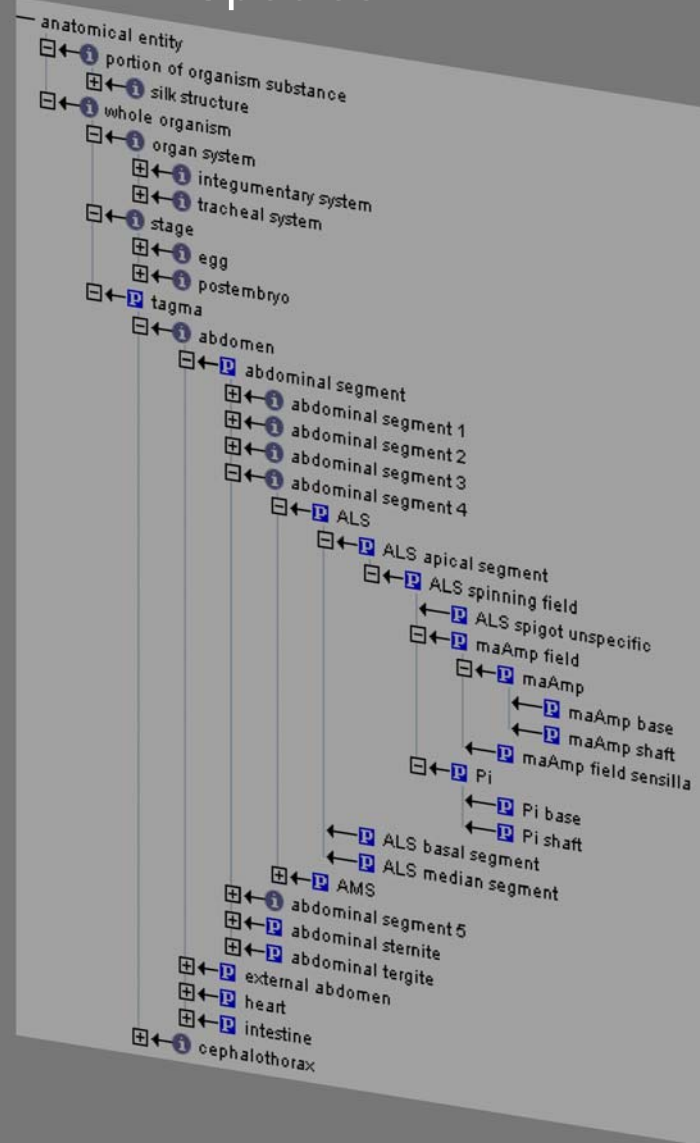 anatomical entity
i portion of organism substance
i silk structure
i whole organism
i organ system
i integumentary system
i tracheal system
i stage
i egg
i postembryo
P tagma
i abdomen
P abdominal segment
i abdominal segment 1
i abdominal segment 2
i abdominal segment 3
i abdominal segment 4
P ALS
P ALS apical segment
P ALS spinning field
P ALS spigot unspecific
P maAmp field
P maAmp
P maAmp base
P maAmp shaft
P maAmp field sensilla
P Pi
P Pi base
P Pi shaft
P ALS basal segment
P ALS median segment
P AMS
i abdominal segment 5
P abdominal sternite
P abdominal tergite
P external abdomen
P heart
P intestine
i cephalothorax